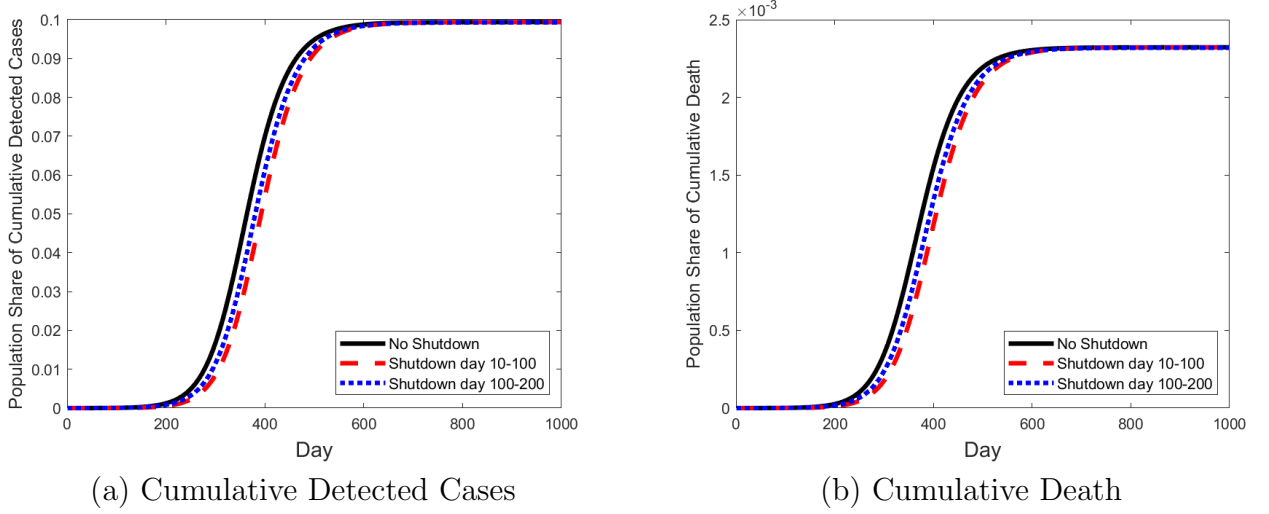 Population Share of Cumulative Detected Cases
0.1
0.09
0.08
0.07
0.06
0.05
0.04
0.03
0.02
0.01
0
0 200 400 600 800 1000
Day
No Shutdown
Shutdown day 10-100
Shutdown day 100-200
(a) Cumulative Detected Cases
×10⁻³
Population Share of Cumulative Death
2.5
2
1.5
1
0.5
0
0 200 400 600 800 1000
Day
No Shutdown
Shutdown day 10-100
Shutdown day 100-200
(b) Cumulative Death